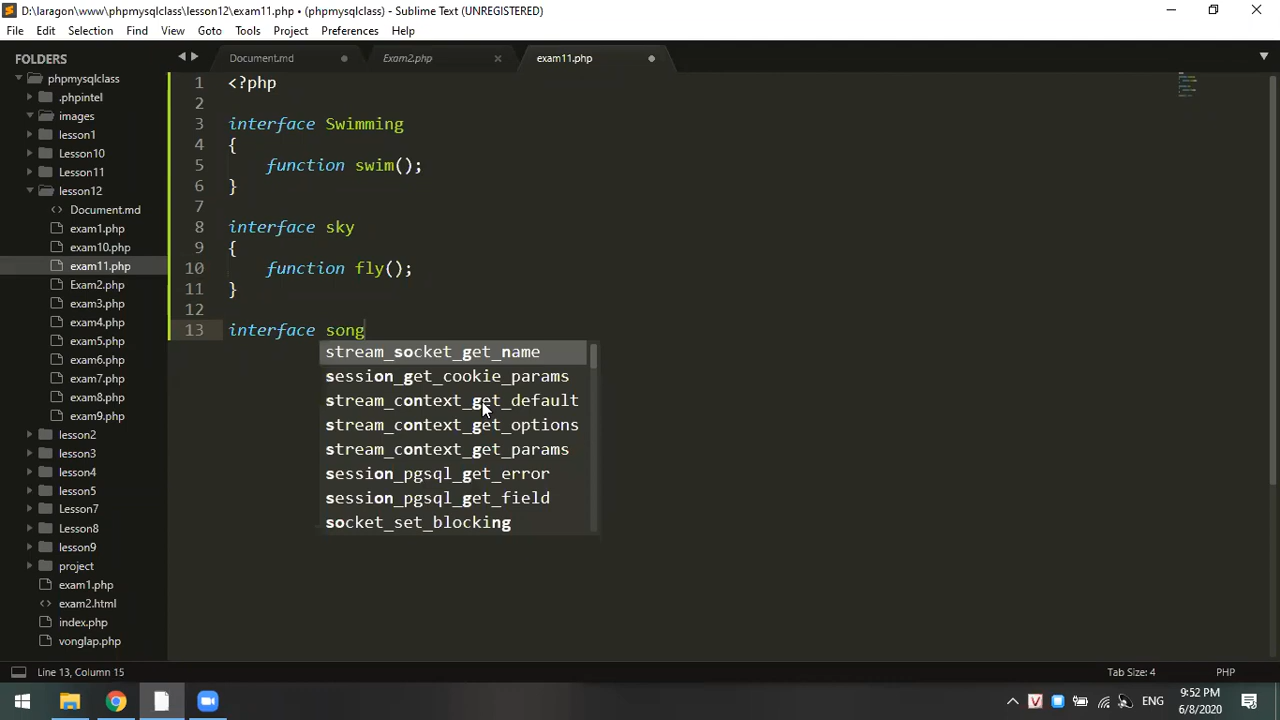 D:\laragon\www\phpmysqlclass\lesson12\exam11.php • (phpmysqlclass) - Sublime Text (UNREGISTERED)
File Edit Selection Find View Goto Tools Project Preferences Help
FOLDERS
phpmysqlclass
.phpintel
images
lesson1
Lesson10
Lesson11
lesson12
Document.md
exam1.php
exam10.php
exam11.php
Exam2.php
exam3.php
exam4.php
exam5.php
exam6.php
exam7.php
exam8.php
exam9.php
lesson2
lesson3
lesson4
lesson5
Lesson7
Lesson8
lesson9
project
exam1.php
exam2.html
index.php
vonglap.php
Document.md Exam2.php exam11.php
1 <?php
2
3 interface Swimming
4 {
5 function swim();
6 }
7
8 interface sky
9 {
10 function fly();
11 }
12
13 interface song
stream_socket_get_name
session_get_cookie_params
stream_context_get_default
stream_context_get_options
stream_context_get_params
session_pgsql_get_error
session_pgsql_get_field
socket_set_blocking
Line 13, Column 15 Tab Size: 4 PHP
ENG
9:52 PM
6/8/2020